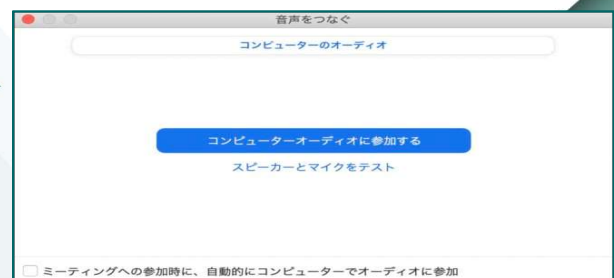 音声をつなぐ
コンピューターのオーディオ
コンピューターオーディオに参加する
スピーカーとマイクをテスト
ミーティングへの参加時に、自動的にコンピューターでオーディオに参加